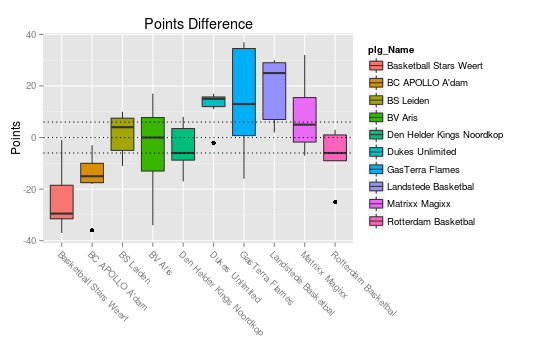 Points Difference
Points
40
20
0
-20
-40
Basketball Stars Weert
BC APOLLO A'dam
BS Leiden
BV Aris
Den Helder Kings Noordkop
Dukes Unlimited
GasTerra Flames
Landstede Basketbal
Matrixx Magixx
Rotterdam Basketbal
plg_Name
Basketball Stars Weert
BC APOLLO A'dam
BS Leiden
BV Aris
Den Helder Kings Noordkop
Dukes Unlimited
GasTerra Flames
Landstede Basketbal
Matrixx Magixx
Rotterdam Basketbal